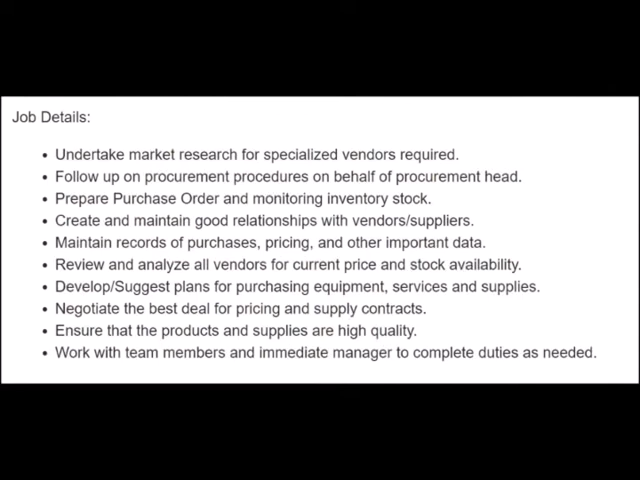 Job Details:
• Undertake market research for specialized vendors required.
• Follow up on procurement procedures on behalf of procurement head.
• Prepare Purchase Order and monitoring inventory stock.
• Create and maintain good relationships with vendors/suppliers.
• Maintain records of purchases, pricing, and other important data.
• Review and analyze all vendors for current price and stock availability.
• Develop/Suggest plans for purchasing equipment, services and supplies.
• Negotiate the best deal for pricing and supply contracts.
• Ensure that the products and supplies are high quality.
• Work with team members and immediate manager to complete duties as needed.